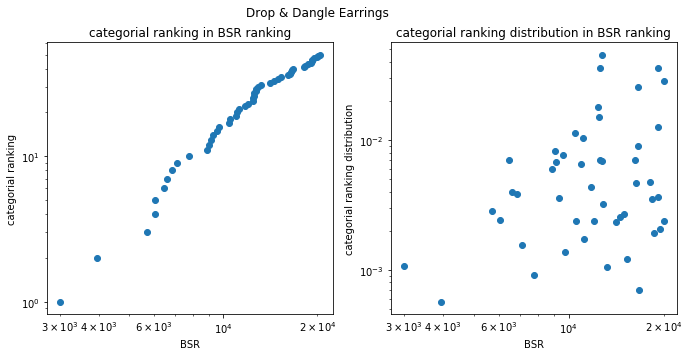 Drop & Dangle Earrings
categorial ranking in BSR ranking
categorial ranking
10¹
10⁰
3 × 10³ 4 × 10³ 6 × 10³ 10⁴ 2 × 10⁴
BSR
categorial ranking distribution in BSR ranking
categorial ranking distribution
10⁻²
10⁻³
3 × 10³ 4 × 10³ 6 × 10³ 10⁴ 2 × 10⁴
BSR